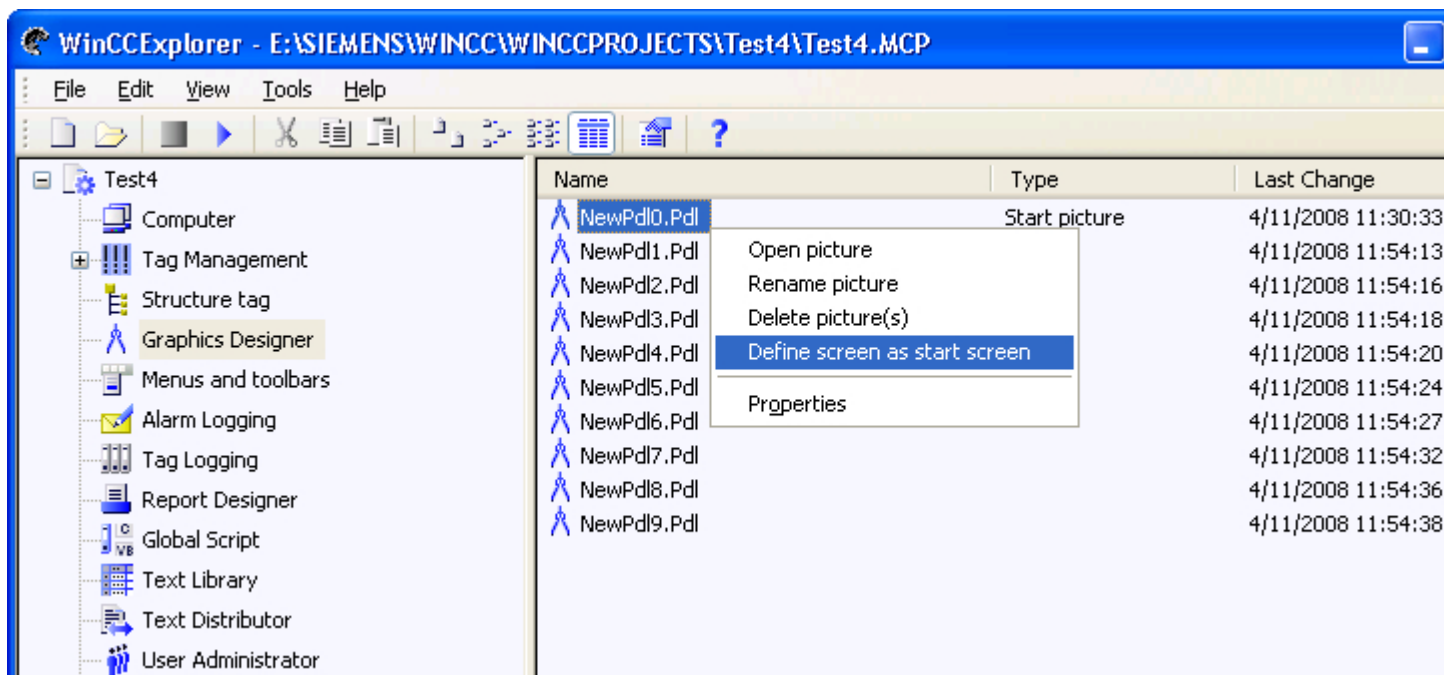 WinCCExplorer - E:\SIEMENS\WINCC\WINCCPROJECTS\Test4\Test4.MCP
File Edit View Tools Help
Test4
Computer
Tag Management
Structure tag
Graphics Designer
Menus and toolbars
Alarm Logging
Tag Logging
Report Designer
Global Script
Text Library
Text Distributor
User Administrator
Name Type Last Change
NewPdl0.Pdl Start picture 4/11/2008 11:30:33
NewPdl1.Pdl 4/11/2008 11:54:13
NewPdl2.Pdl 4/11/2008 11:54:16
NewPdl3.Pdl 4/11/2008 11:54:18
NewPdl4.Pdl 4/11/2008 11:54:20
NewPdl5.Pdl 4/11/2008 11:54:24
NewPdl6.Pdl 4/11/2008 11:54:27
NewPdl7.Pdl 4/11/2008 11:54:32
NewPdl8.Pdl 4/11/2008 11:54:36
NewPdl9.Pdl 4/11/2008 11:54:38
Open picture
Rename picture
Delete picture(s)
Define screen as start screen
Properties